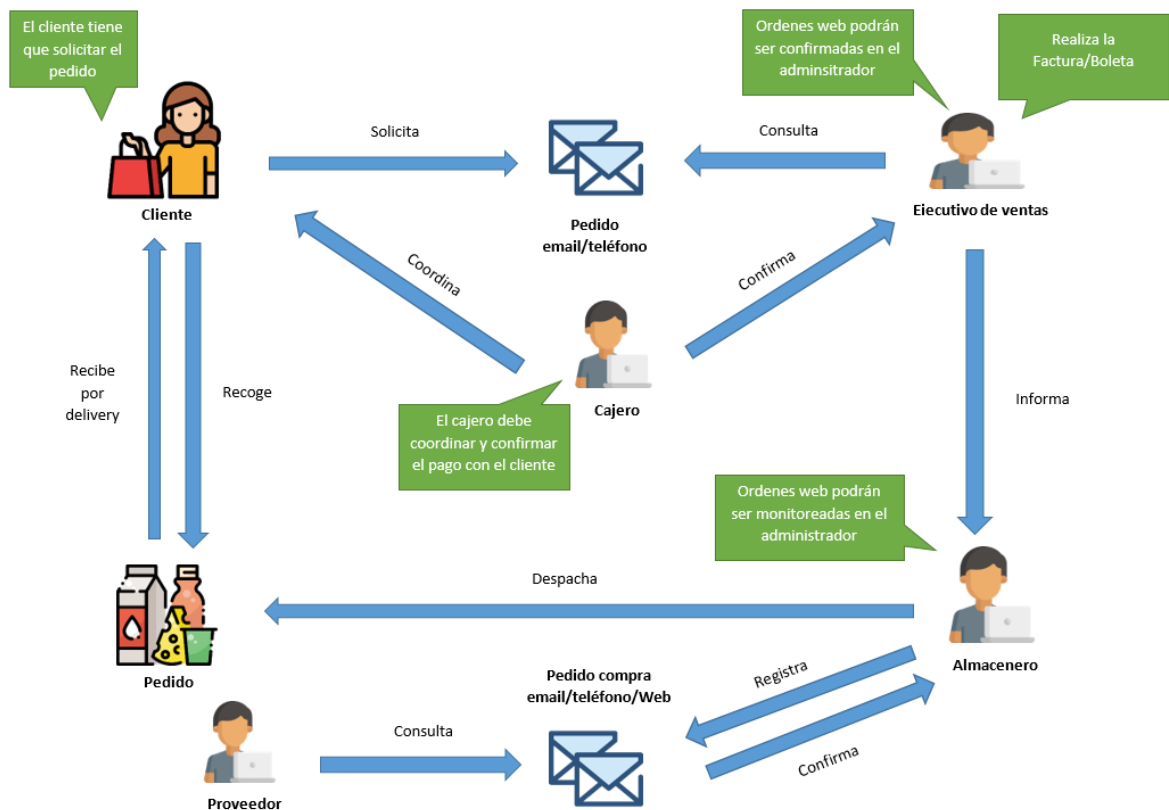 El cliente tiene
que solicitar el
pedido
Ordenes web podrán
ser confirmadas en el
adminsitrador
Realiza la
Factura/Boleta
Solicita
Consulta
Cliente
Pedido
email/teléfono
Ejecutivo de ventas
Coordina
Confirma
Recibe
por
delivery
Recoge
Cajero
Informa
El cajero debe
coordinar y confirmar
el pago con el cliente
Ordenes web podrán
ser monitoreadas en el
administrador
Despacha
Pedido
Almacenero
Pedido compra
email/teléfono/Web
Registra
Consulta
Confirma
Proveedor